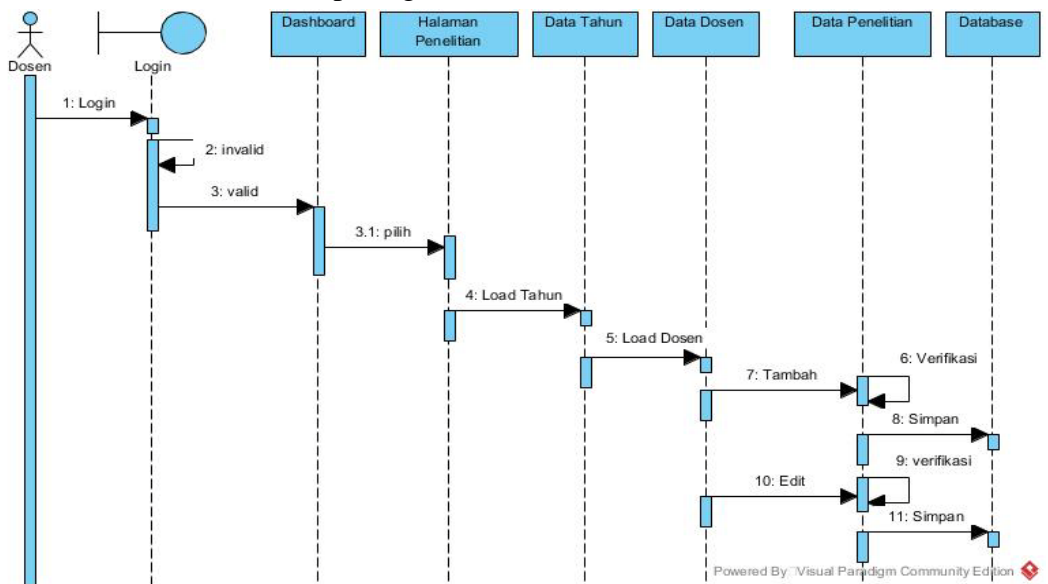 Dashboard
Halaman
Penelitian
Data Tahun
Data Dosen
Data Penelitian
Database
Dosen
Login
1: Login
2: invalid
3: valid
3.1: pilih
4: Load Tahun
5: Load Dosen
6: Verifikasi
7: Tambah
8: Simpan
9: verifikasi
10: Edit
11: Simpan
Powered By Visual Paradigm Community Edition